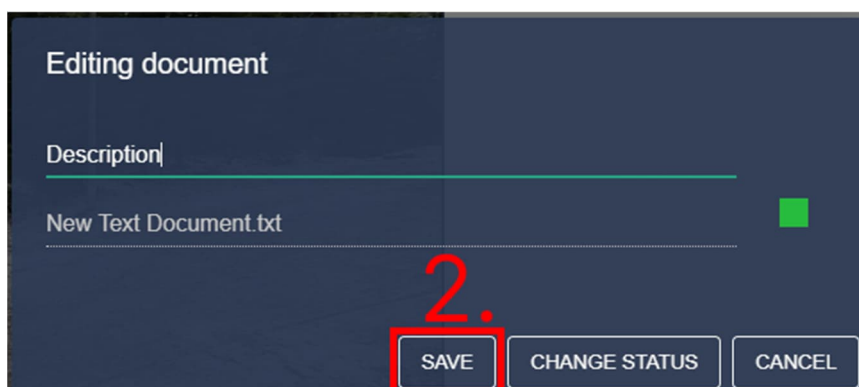 Editing document
Description
New Text Document.txt
2.
SAVE CHANGE STATUS CANCEL